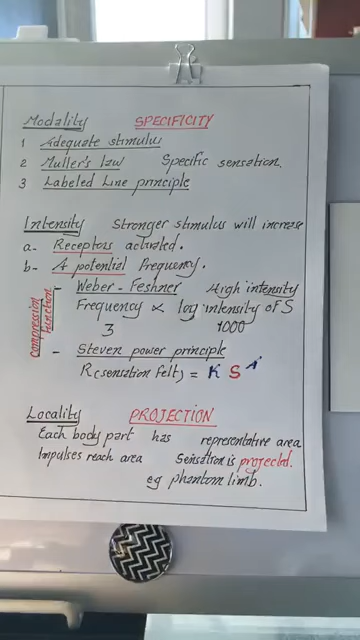 Modality SPECIFICITY
1 Adequate stimulus
2 Muller's law Specific sensation.
3 Labeled Line principle
Intensity Stronger stimulus will increase
a- Receptors activated.
b- A potential Frequency.
- Weber-Feshner High intensity
Frequency ∝ log intensity of S
3 1000
compression function
- Steven power principle
R(sensation felt) = K S A
Locality PROJECTION
Each body part has representative area
Impulses reach area Sensation is projected.
eg phantom limb.